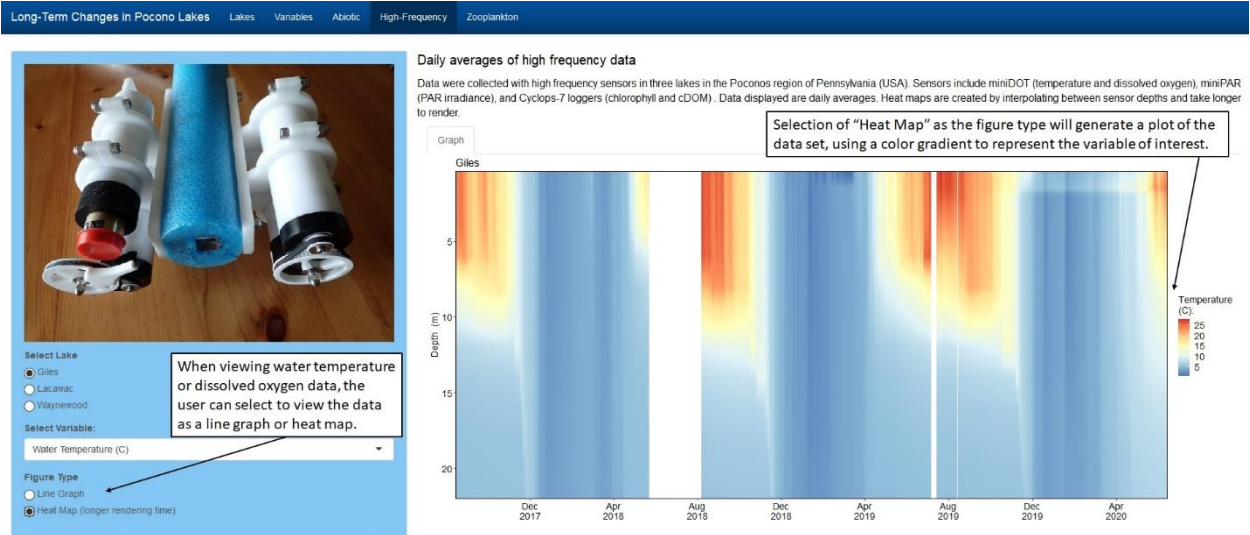 Long-Term Changes in Pocono Lakes Lakes Variables Abiotic High-Frequency Zooplankton
Daily averages of high frequency data
Data were collected with high frequency sensors in three lakes in the Poconos region of Pennsylvania (USA). Sensors include miniDOT (temperature and dissolved oxygen), miniPAR
(PAR irradiance), and Cyclops-7 loggers (chlorophyll and cDOM) . Data displayed are daily averages. Heat maps are created by interpolating between sensor depths and take longer
to render.
Selection of “Heat Map” as the figure type will generate a plot of the
data set, using a color gradient to represent the variable of interest.
Graph
Giles
5
10
15
20
Depth (m)
Temperature
(C):
25
20
15
10
5
Dec
2017
Apr
2018
Aug
2018
Dec
2018
Apr
2019
Aug
2019
Dec
2019
Apr
2020
Select Lake
Giles
Lacawac
Waynewood
When viewing water temperature
or dissolved oxygen data, the
user can select to view the data
as a line graph or heat map.
Select Variable:
Water Temperature (C)
Figure Type
Line Graph
Heat Map (longer rendering time)